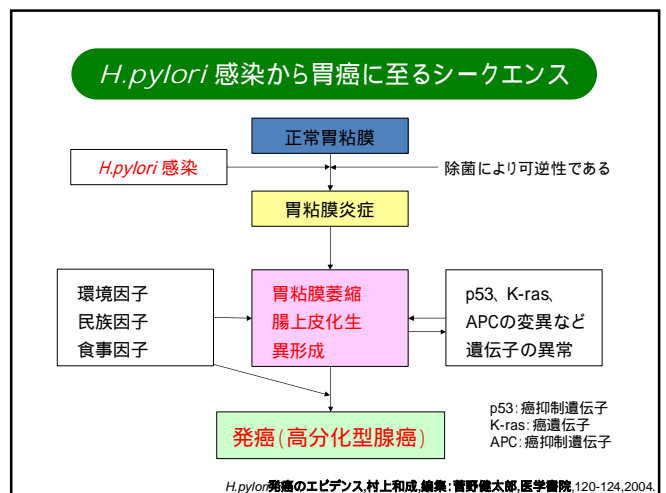 H.pylori 感染から胃癌に至るシークエンス
正常胃粘膜
H.pylori 感染
除菌により可逆性である
胃粘膜炎症
環境因子
民族因子
食事因子
胃粘膜萎縮
腸上皮化生
異形成
p53、K-ras、
APCの変異など
遺伝子の異常
発癌(高分化型腺癌)
p53:癌抑制遺伝子
K-ras:癌遺伝子
APC:癌抑制遺伝子
H.pylori発癌のエビデンス,村上和成,編集:菅野健太郎,医学書院,120-124,2004.